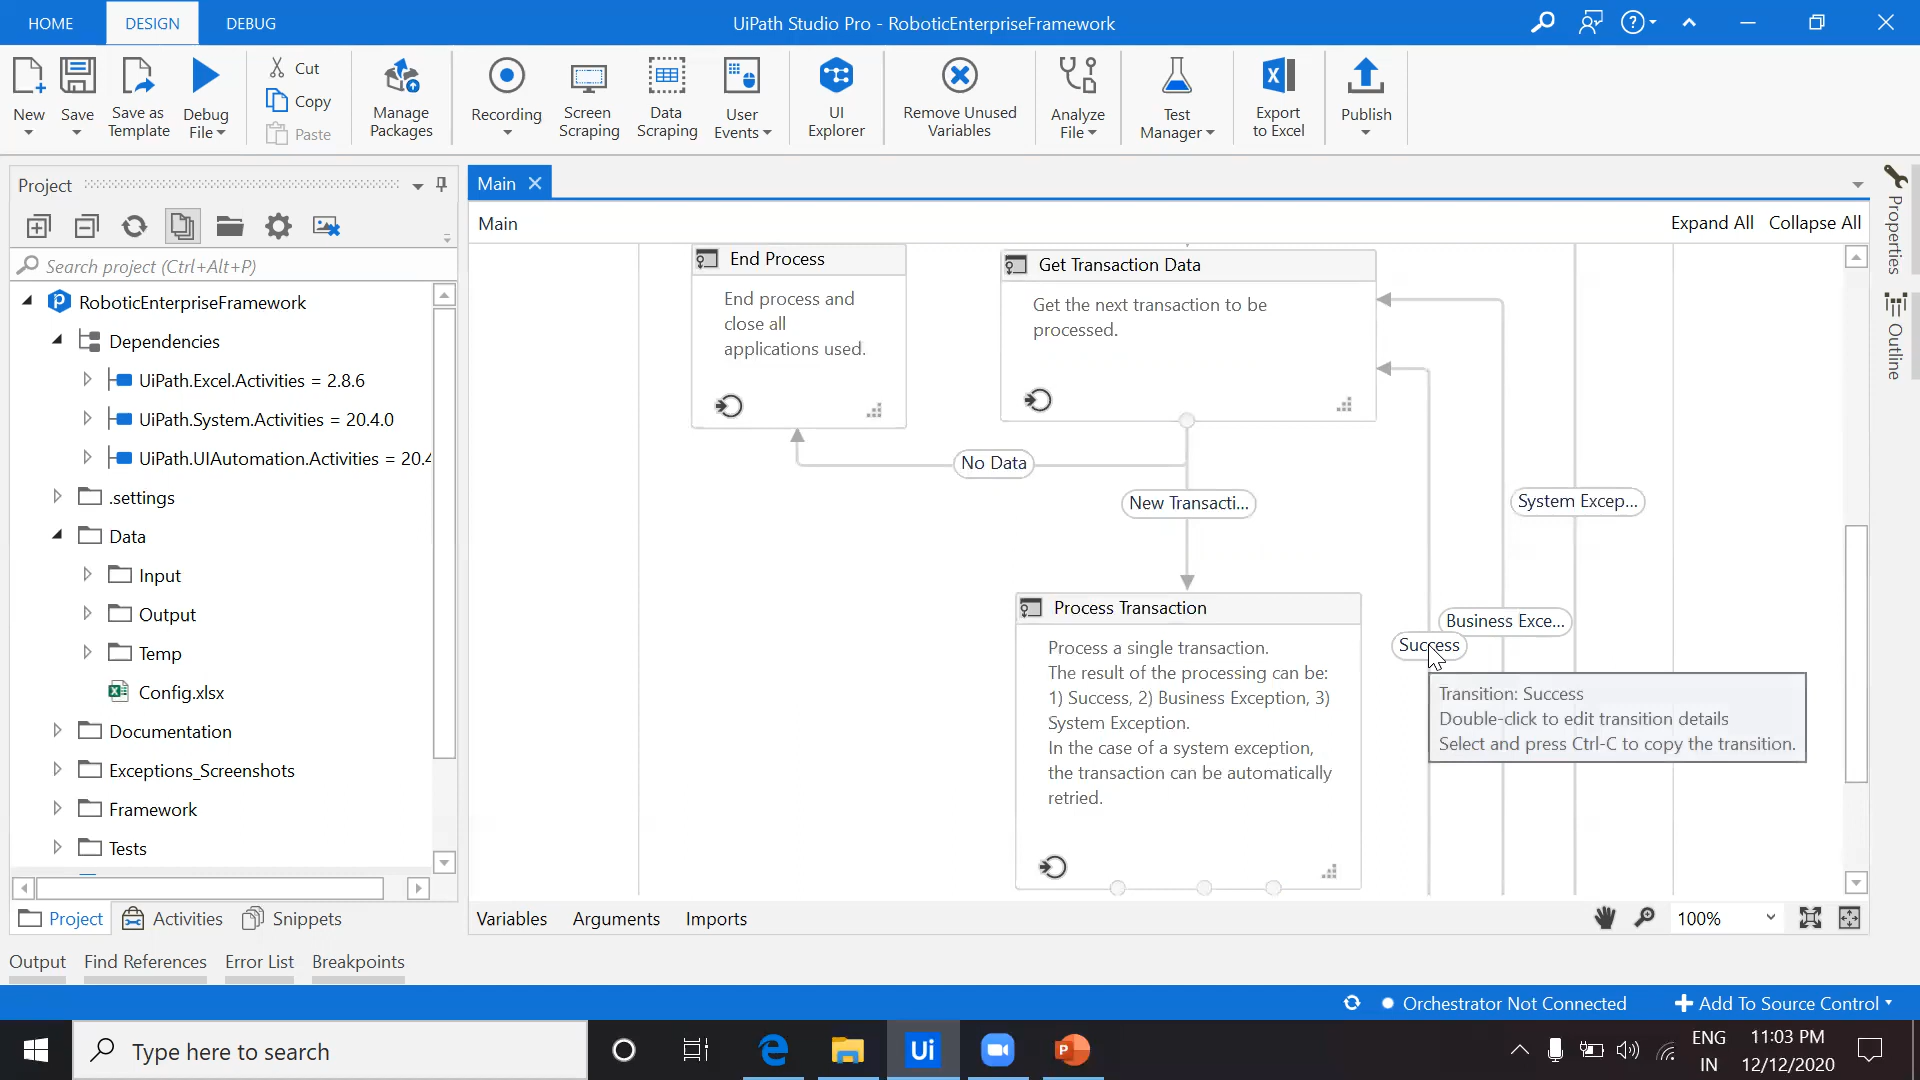 HOME
DESIGN
DEBUG
UiPath Studio Pro - RoboticEnterpriseFramework
New
Save
Save as
Template
Debug
File
Cut
Copy
Paste
Manage
Packages
Recording
Screen
Scraping
Data
Scraping
User
Events
UI
Explorer
Remove Unused
Variables
Analyze
File
Test
Manager
Export
to Excel
Publish
Project
Search project (Ctrl+Alt+P)
RoboticEnterpriseFramework
Dependencies
UiPath.Excel.Activities = 2.8.6
UiPath.System.Activities = 20.4.0
UiPath.UIAutomation.Activities = 20.4
.settings
Data
Input
Output
Temp
Config.xlsx
Documentation
Exceptions_Screenshots
Framework
Tests
Project
Activities
Snippets
Main
Main
Expand All
Collapse All
End Process
End process and
close all
applications used.
Get Transaction Data
Get the next transaction to be
processed.
No Data
New Transacti...
System Excep...
Business Exce...
Success
Process Transaction
Process a single transaction.
The result of the processing can be:
1) Success, 2) Business Exception, 3)
System Exception.
In the case of a system exception,
the transaction can be automatically
retried.
Transition: Success
Double-click to edit transition details
Select and press Ctrl-C to copy the transition.
Properties
Outline
Variables
Arguments
Imports
100%
Output
Find References
Error List
Breakpoints
Orchestrator Not Connected
Add To Source Control
Type here to search
Ui
ENG
IN
11:03 PM
12/12/2020